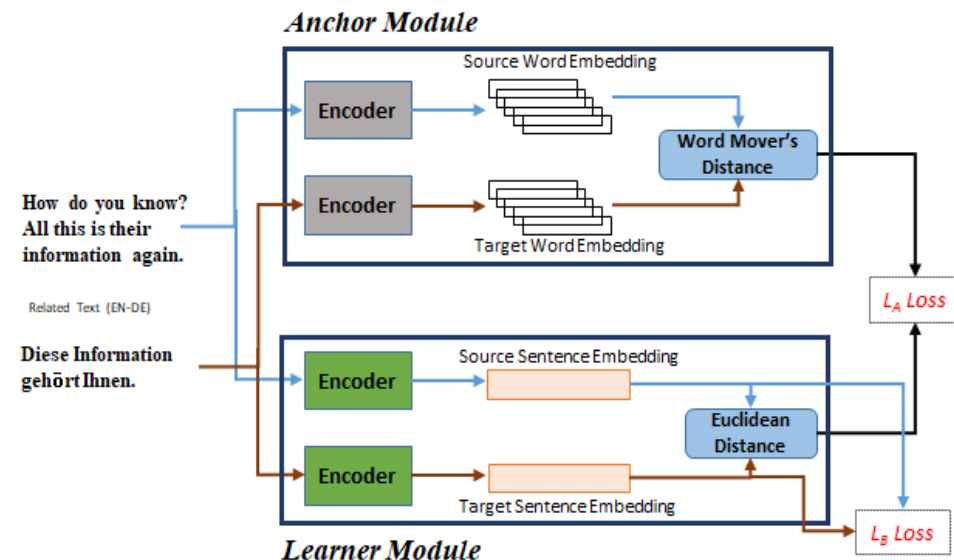 Anchor Module
Source Word Embedding
Encoder
Word Mover's
Distance
Encoder
Target Word Embedding
How do you know?
All this is their
information again.
Related Text (EN-DE)
Diese Information
gehört Ihnen.
L_A Loss
Source Sentence Embedding
Encoder
Euclidean
Distance
Encoder
Target Sentence Embedding
L_B Loss
Learner Module